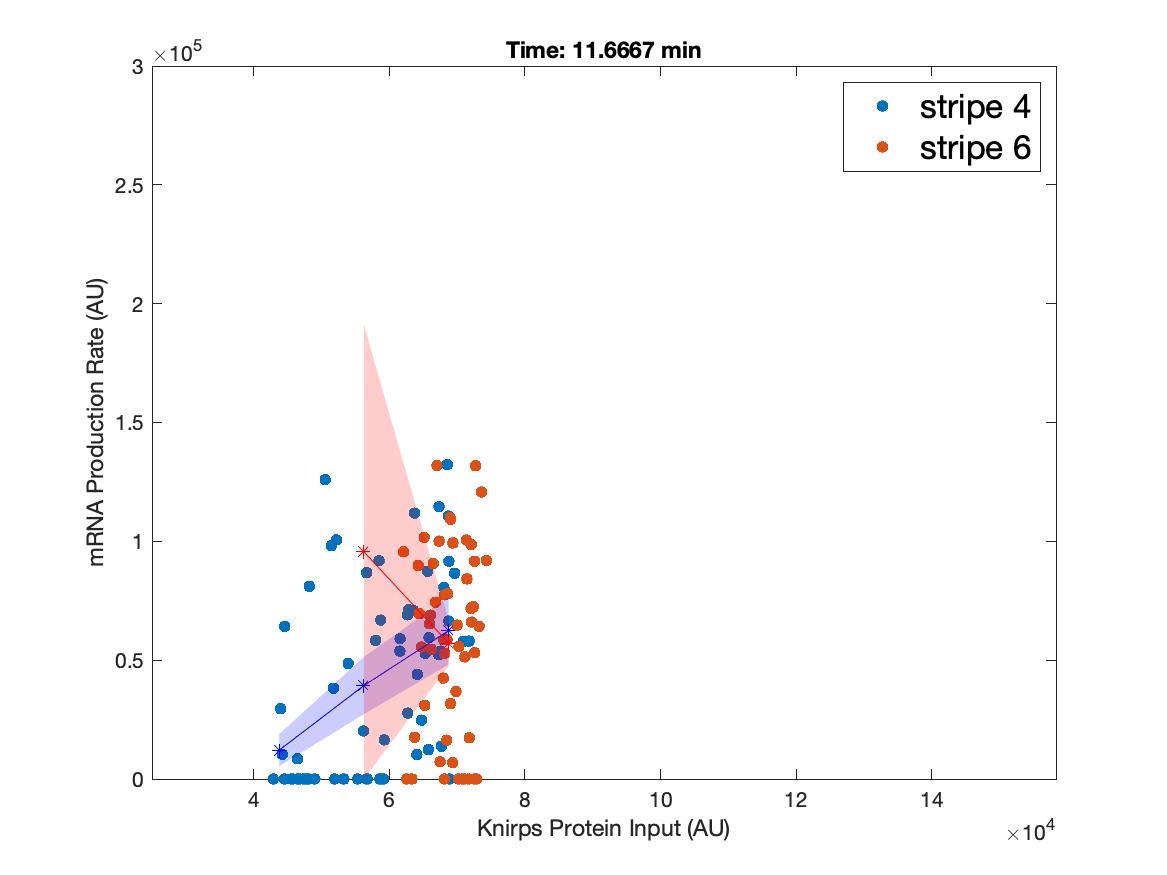 Time: 11.6667 min
×10^5
3
2.5
2
1.5
1
0.5
0
mRNA Production Rate (AU)
stripe 4
stripe 6
4 6 8 10 12 14
Knirps Protein Input (AU)
×10^4